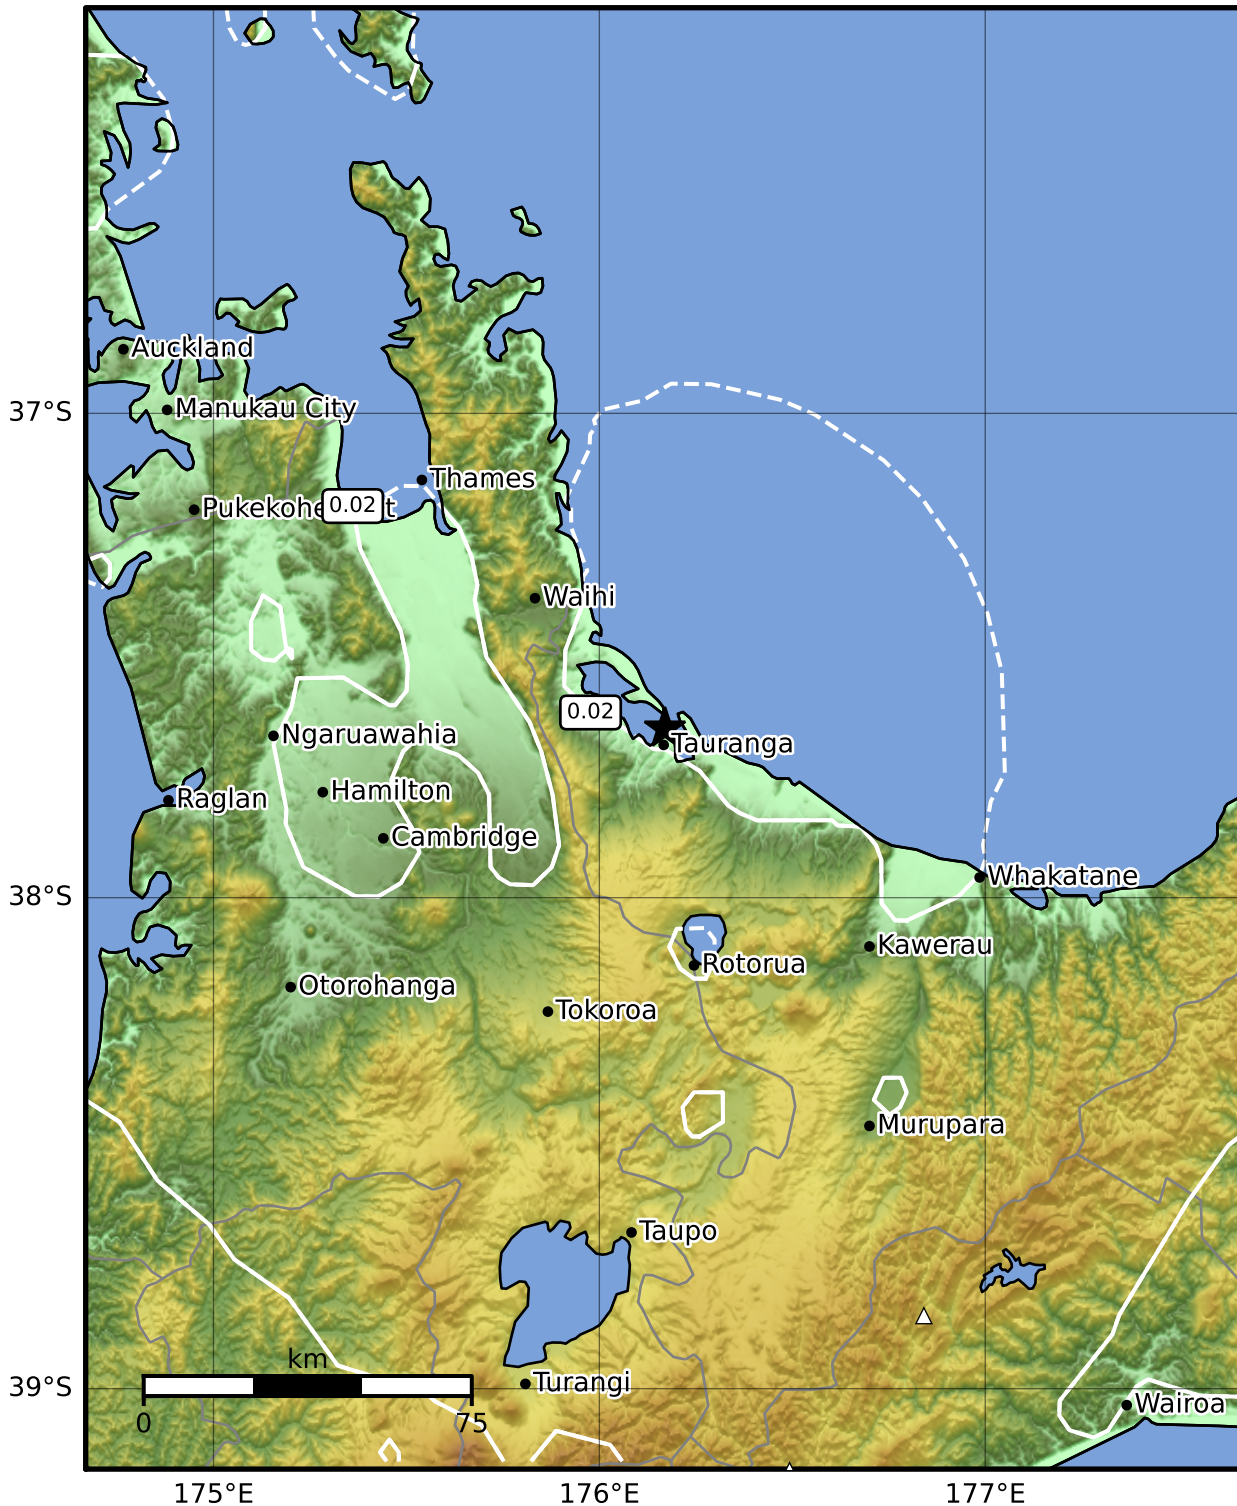 Auckland
Manukau City
37°S
Thames
0.02
Pukekohe
Waihi
0.02
Ngaruawahia
Tauranga
Hamilton
Raglan
Cambridge
Whakatane
38°S
Kawerau
Rotorua
Otorohanga
Tokoroa
Murupara
Taupo
km
Turangi
39°S
0
75
Wairoa
175°E
176°E
177°E